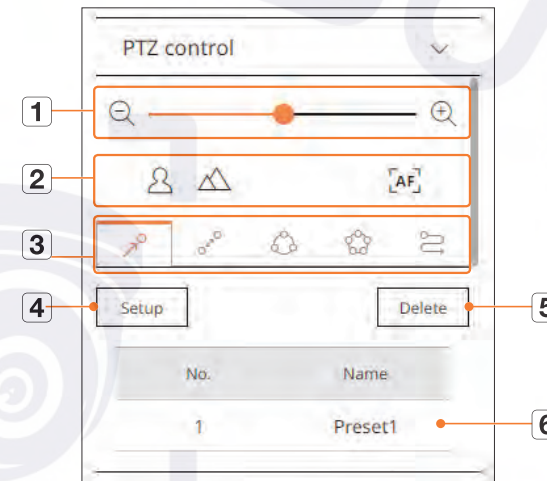 PTZ control
1
2
AF
3
4 Setup Delete 5
No. Name
1 Preset1 6